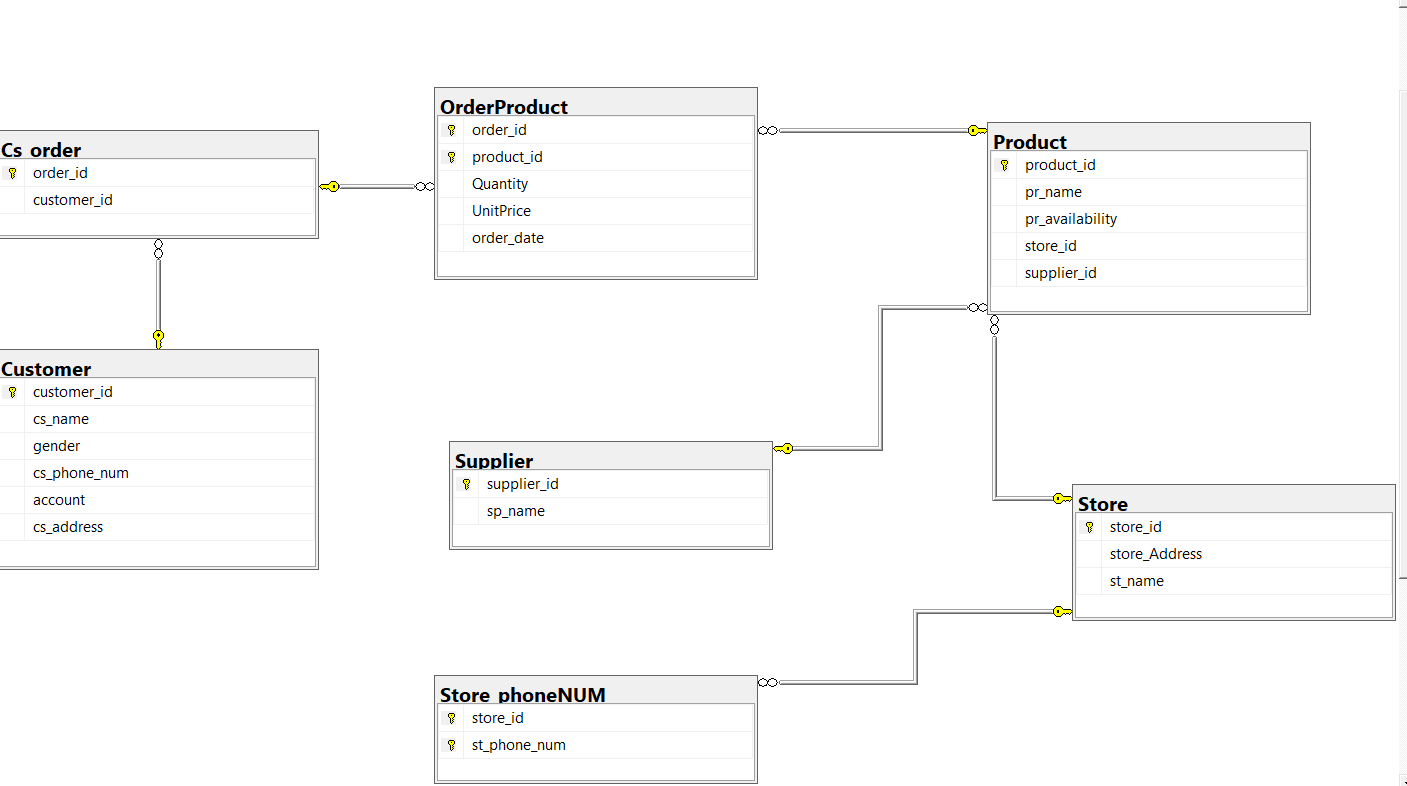 Cs_order
order_id
customer_id
OrderProduct
order_id
product_id
Quantity
UnitPrice
order_date
Product
product_id
pr_name
pr_availability
store_id
supplier_id
Customer
customer_id
cs_name
gender
cs_phone_num
account
cs_address
Supplier
supplier_id
sp_name
Store
store_id
store_Address
st_name
Store_phoneNUM
store_id
st_phone_num